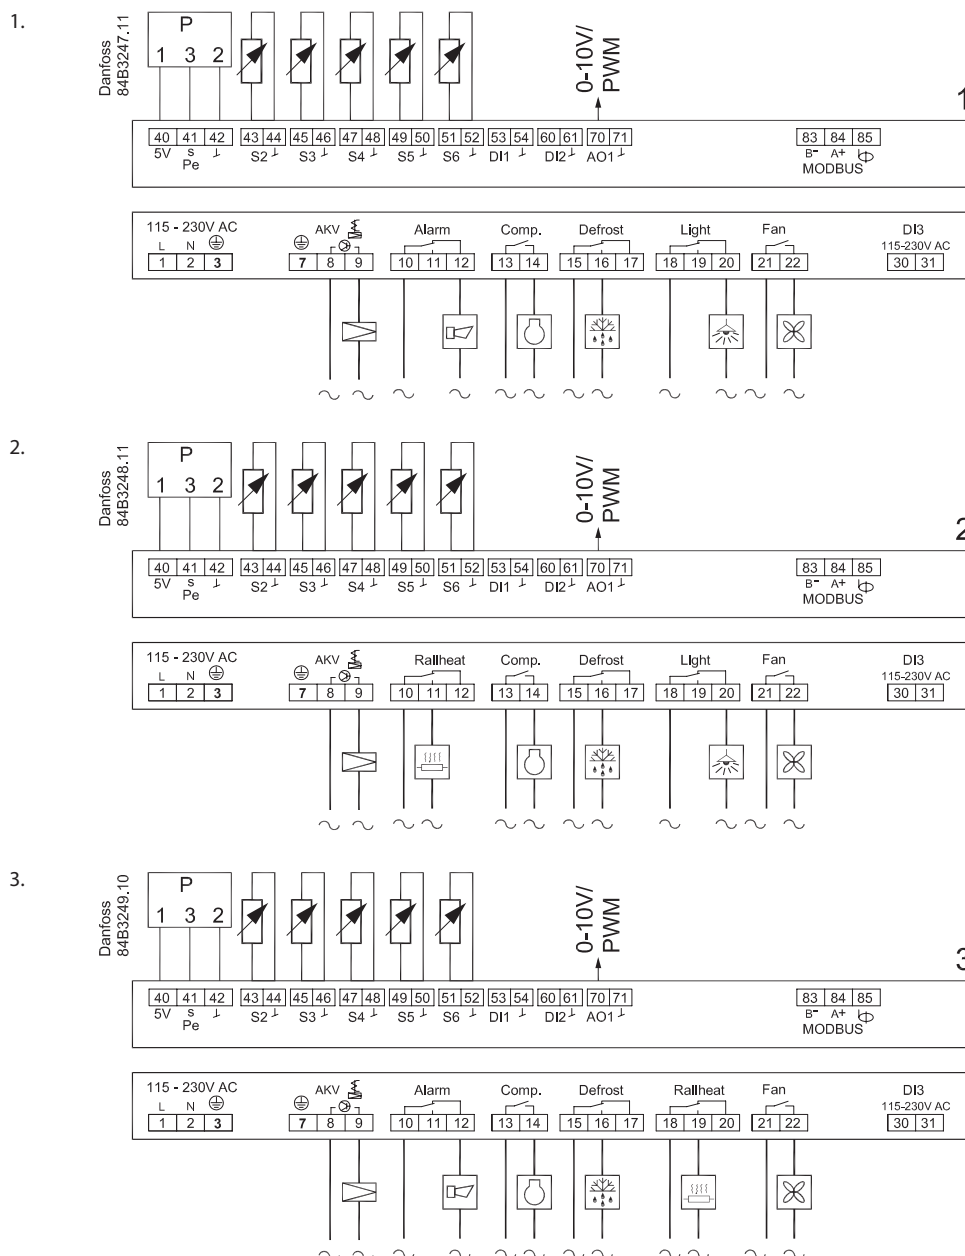 1.
Danfoss
84B3247.11
P
1 3 2
0-10V/
PWM
1
40 41 42 43 44 45 46 47 48 49 50 51 52 53 54 60 61 70 71 83 84 85
5V s S2 S3 S4 S5 S6 DI1 DI2 AO1 B- A+
Pe MODBUS
115 - 230V AC AKV Alarm Comp. Defrost Light Fan DI3
L N 115-230V AC
1 2 3 7 8 9 10 11 12 13 14 15 16 17 18 19 20 21 22 30 31
2.
Danfoss
84B3248.11
P
1 3 2
0-10V/
PWM
2
40 41 42 43 44 45 46 47 48 49 50 51 52 53 54 60 61 70 71 83 84 85
5V s S2 S3 S4 S5 S6 DI1 DI2 AO1 B- A+
Pe MODBUS
115 - 230V AC AKV Railheat Comp. Defrost Light Fan DI3
L N 115-230V AC
1 2 3 7 8 9 10 11 12 13 14 15 16 17 18 19 20 21 22 30 31
3.
Danfoss
84B3249.10
P
1 3 2
0-10V/
PWM
3
40 41 42 43 44 45 46 47 48 49 50 51 52 53 54 60 61 70 71 83 84 85
5V s S2 S3 S4 S5 S6 DI1 DI2 AO1 B- A+
Pe MODBUS
115 - 230V AC AKV Alarm Comp. Defrost Railheat Fan DI3
L N 115-230V AC
1 2 3 7 8 9 10 11 12 13 14 15 16 17 18 19 20 21 22 30 31